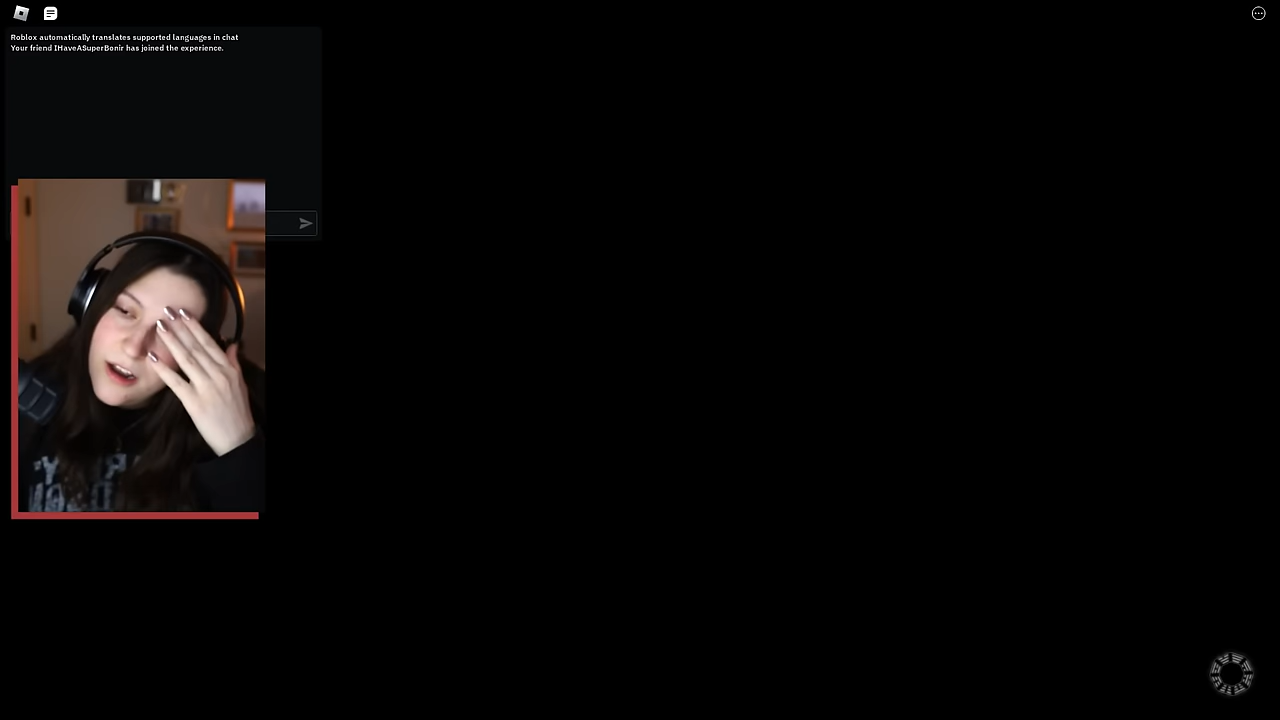 Roblox automatically translates supported languages in chat
Your friend IHaveASuperBonir has joined the experience.